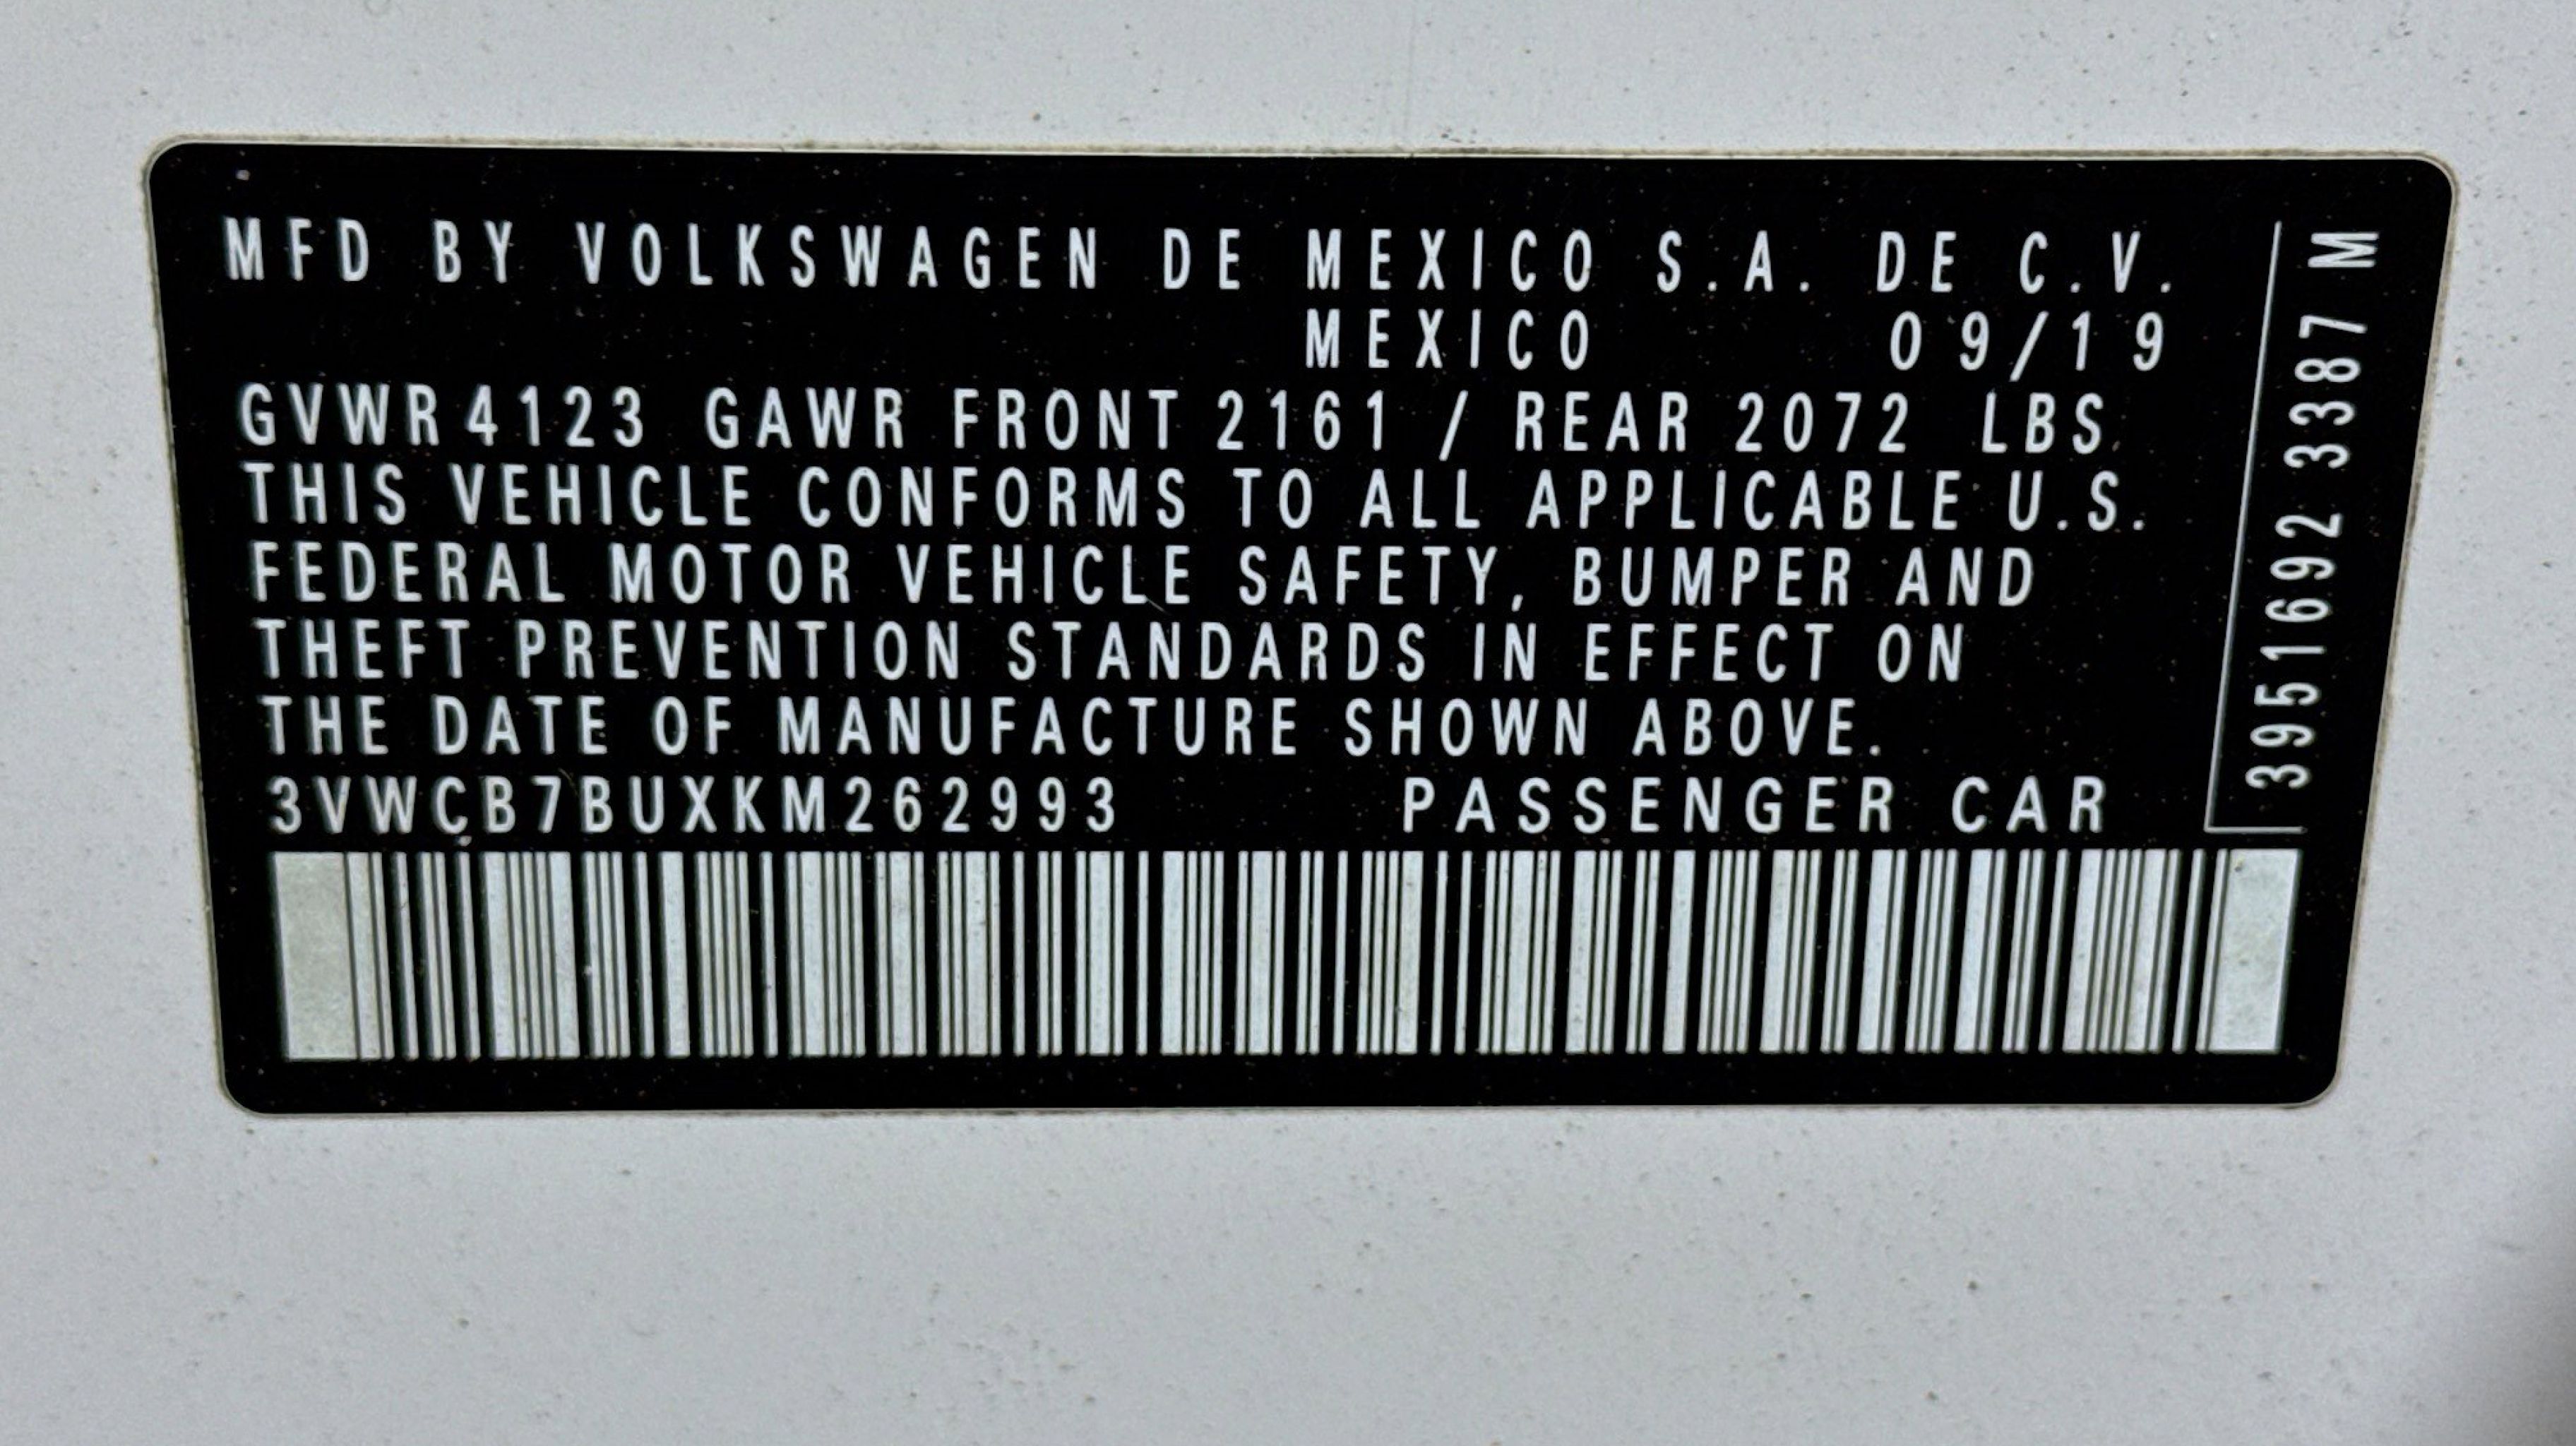 MFD BY VOLKSWAGEN DE MEXICO S.A. DE C.V.
MEXICO 09/19
GVWR 4123 GAWR FRONT 2161 / REAR 2072 LBS
THIS VEHICLE CONFORMS TO ALL APPLICABLE U.S.
FEDERAL MOTOR VEHICLE SAFETY, BUMPER AND
THEFT PREVENTION STANDARDS IN EFFECT ON
THE DATE OF MANUFACTURE SHOWN ABOVE.
3VWCB7BUXKM262993 PASSENGER CAR
3951692 3387 M